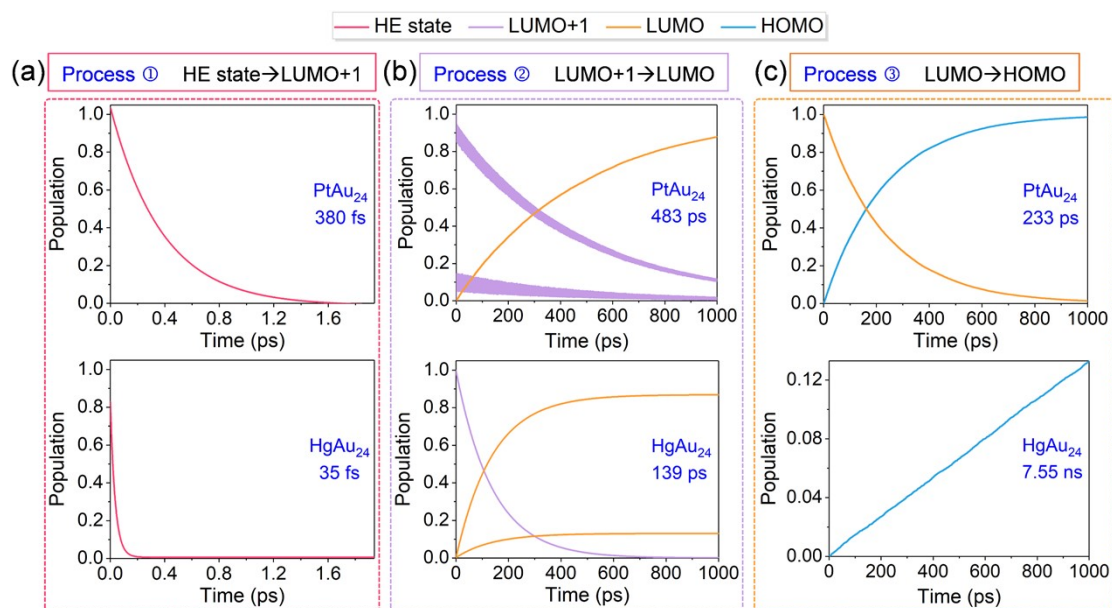 HE state LUMO+1 LUMO HOMO
(a) Process ① HE state→LUMO+1
(b) Process ② LUMO+1→LUMO
(c) Process ③ LUMO→HOMO
Population
1.0
0.8
0.6
0.4
0.2
0.0
PtAu₂₄
380 fs
0.0 0.4 0.8 1.2 1.6
Time (ps)
Population
1.0
0.8
0.6
0.4
0.2
0.0
PtAu₂₄
483 ps
0 200 400 600 800 1000
Time (ps)
Population
1.0
0.8
0.6
0.4
0.2
0.0
PtAu₂₄
233 ps
0 200 400 600 800 1000
Time (ps)
Population
1.0
0.8
0.6
0.4
0.2
0.0
HgAu₂₄
35 fs
0.0 0.4 0.8 1.2 1.6
Time (ps)
Population
1.0
0.8
0.6
0.4
0.2
0.0
HgAu₂₄
139 ps
0 200 400 600 800 1000
Time (ps)
Population
0.12
0.08
0.04
0.00
HgAu₂₄
7.55 ns
0 200 400 600 800 1000
Time (ps)